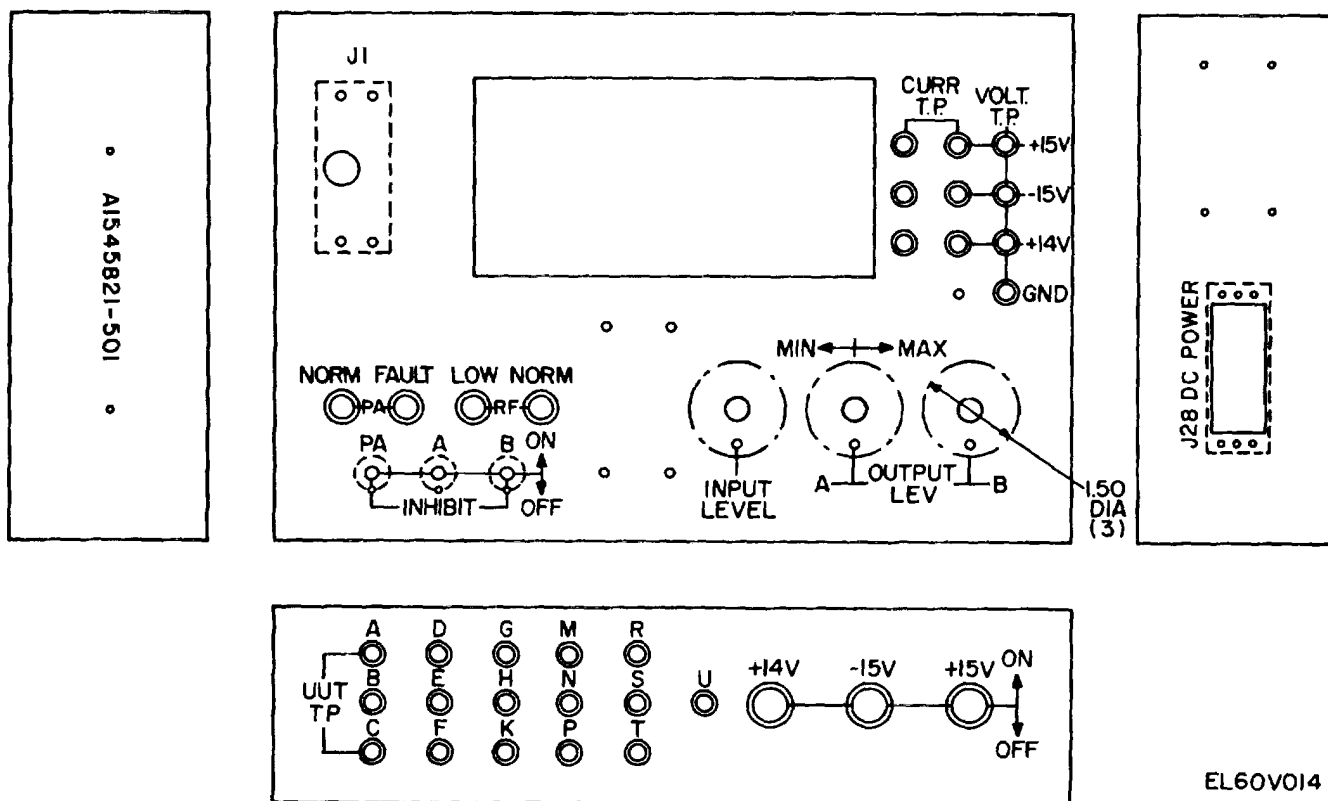 A1545821-501
J1
CURR
T.P.
VOLT.
T.P.
+15V
-15V
+14V
GND
NORM FAULT LOW NORM
PA RF
PA A B ON
INHIBIT OFF
MIN MAX
INPUT
LEVEL
A OUTPUT B
LEV
1.50
DIA
(3)
J28 DC POWER
A D G M R
B E H N S U
C F K P T
UUT
TP
+14V -15V +15V ON
OFF
EL60V014